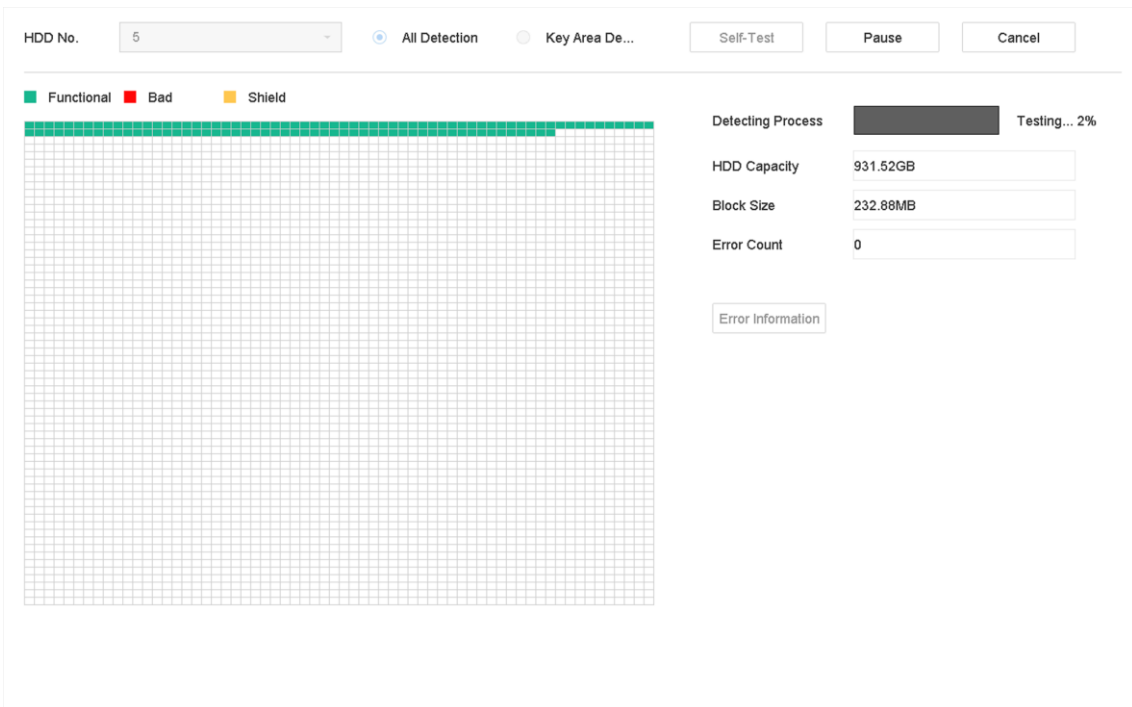 HDD No. 5 All Detection Key Area De... Self-Test Pause Cancel
Functional Bad Shield
Detecting Process Testing... 2%
HDD Capacity 931.52GB
Block Size 232.88MB
Error Count 0
Error Information